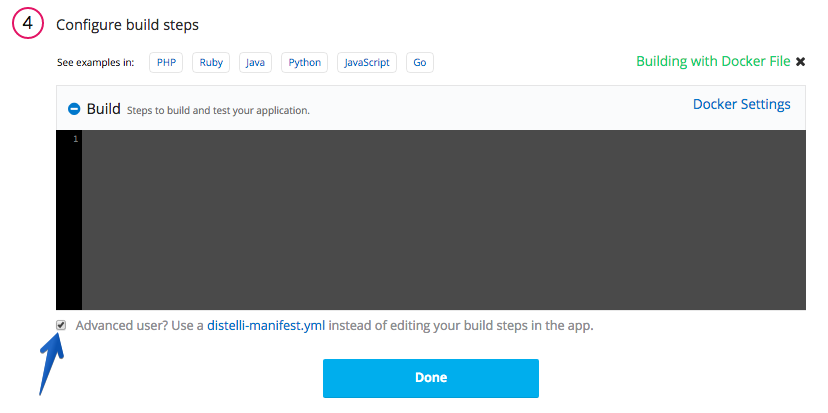 4 Configure build steps
See examples in: PHP Ruby Java Python JavaScript Go Building with Docker File ✖
Build Steps to build and test your application. Docker Settings
1
Advanced user? Use a distelli-manifest.yml instead of editing your build steps in the app.
Done